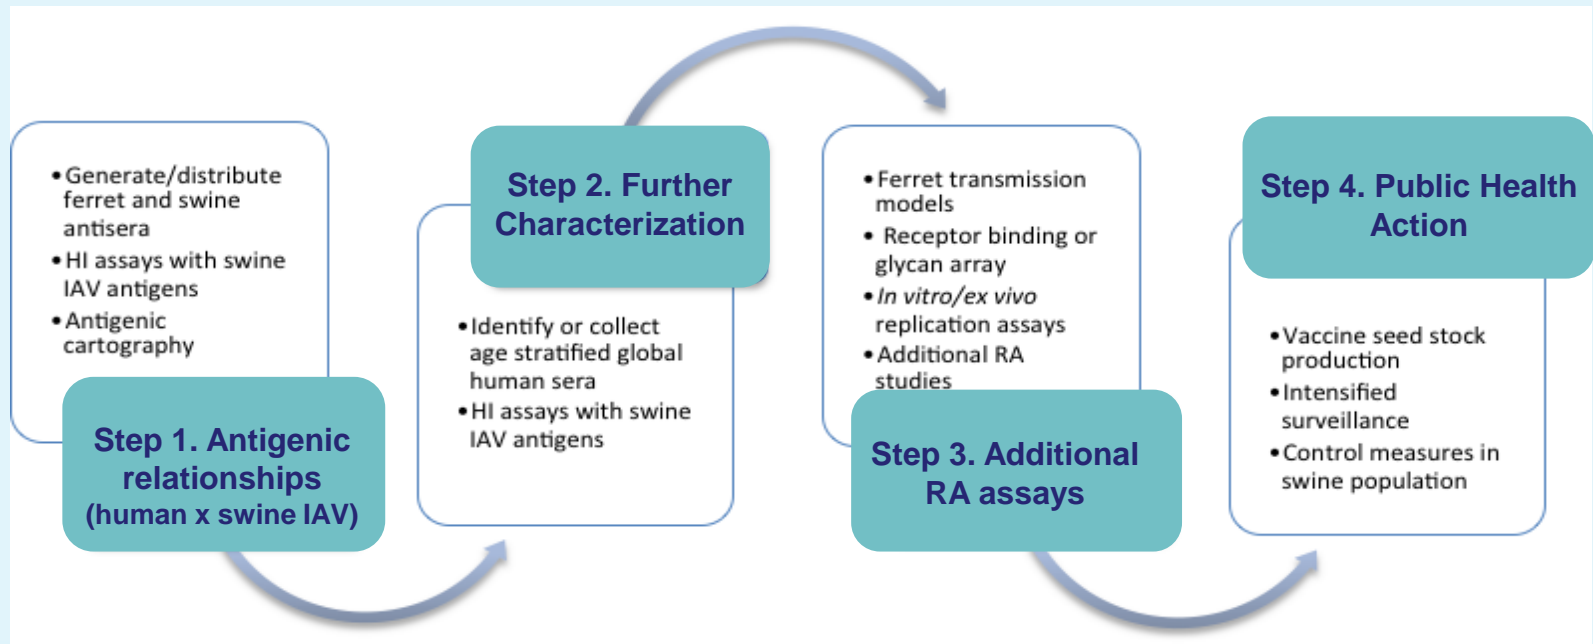 •Generate/distribute
ferret and swine
antisera
•HI assays with swine
IAV antigens
•Antigenic
cartography
Step 1. Antigenic
relationships
(human x swine IAV)
Step 2. Further
Characterization
•Identify or collect
age stratified global
human sera
•HI assays with swine
IAV antigens
•Ferret transmission
models
• Receptor binding or
glycan array
•In vitro/ex vivo
replication assays
•Additional RA
studies
Step 3. Additional
RA assays
Step 4. Public Health
Action
•Vaccine seed stock
production
•Intensified
surveillance
•Control measures in
swine population